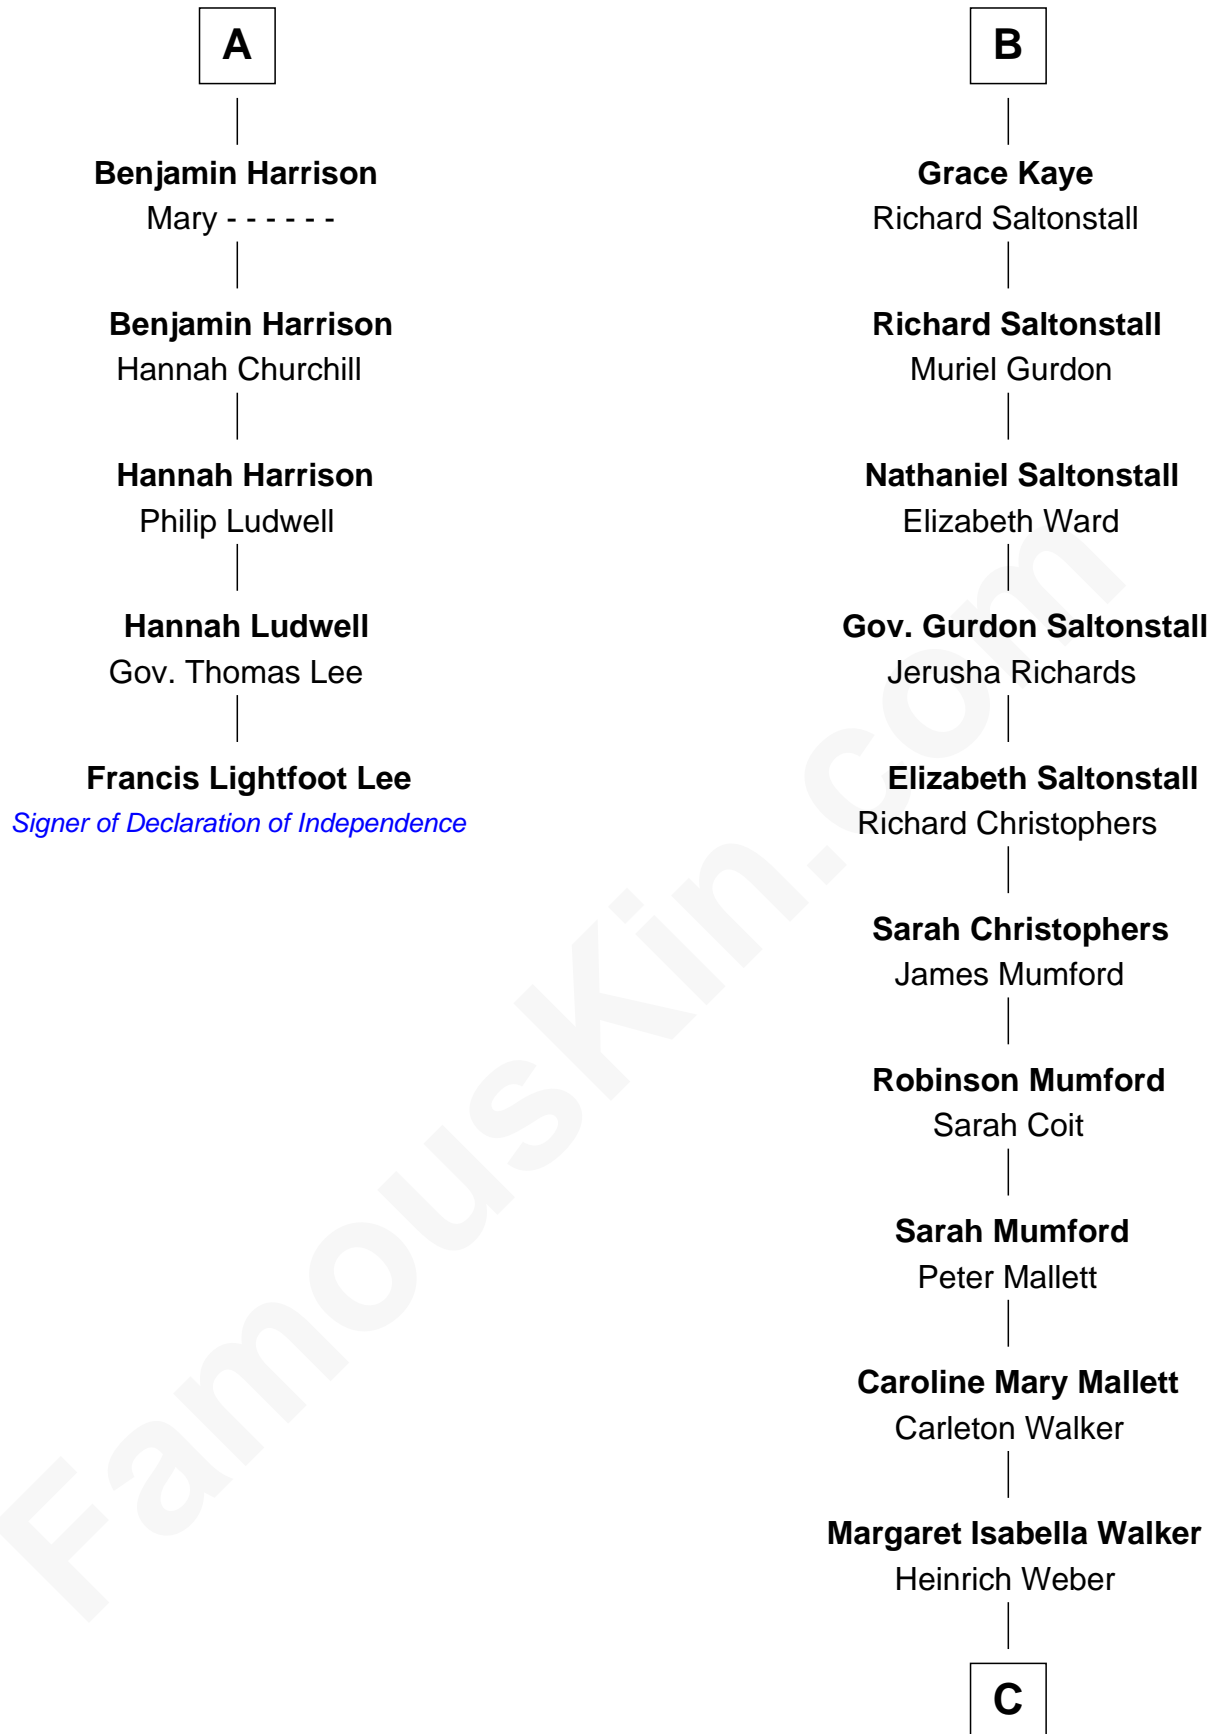 A
Benjamin Harrison
Mary - - - - - -
Benjamin Harrison
Hannah Churchill
Hannah Harrison
Philip Ludwell
Hannah Ludwell
Gov. Thomas Lee
Francis Lightfoot Lee
Signer of Declaration of Independence
B
Grace Kaye
Richard Saltonstall
Richard Saltonstall
Muriel Gurdon
Nathaniel Saltonstall
Elizabeth Ward
Gov. Gurdon Saltonstall
Jerusha Richards
Elizabeth Saltonstall
Richard Christophers
Sarah Christophers
James Mumford
Robinson Mumford
Sarah Coit
Sarah Mumford
Peter Mallett
Caroline Mary Mallett
Carleton Walker
Margaret Isabella Walker
Heinrich Weber
C
FamousKin.com